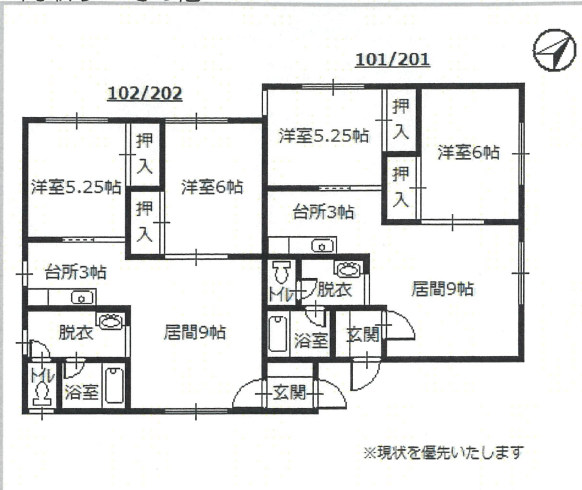 101/201
102/202
洋室5.25帖
押入
洋室6帖
押入
台所3帖
トイレ
脱衣
居間9帖
浴室
玄関
洋室5.25帖
押入
洋室6帖
押入
台所3帖
脱衣
居間9帖
トイレ
浴室
玄関
※現状を優先いたします